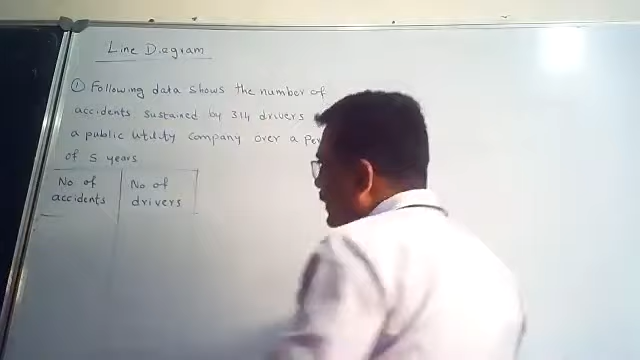 Line Diagram
① Following data shows the number of
accidents sustained by 314 drivers
a public utility company over a
of 5 years
No of accidents
No of drivers